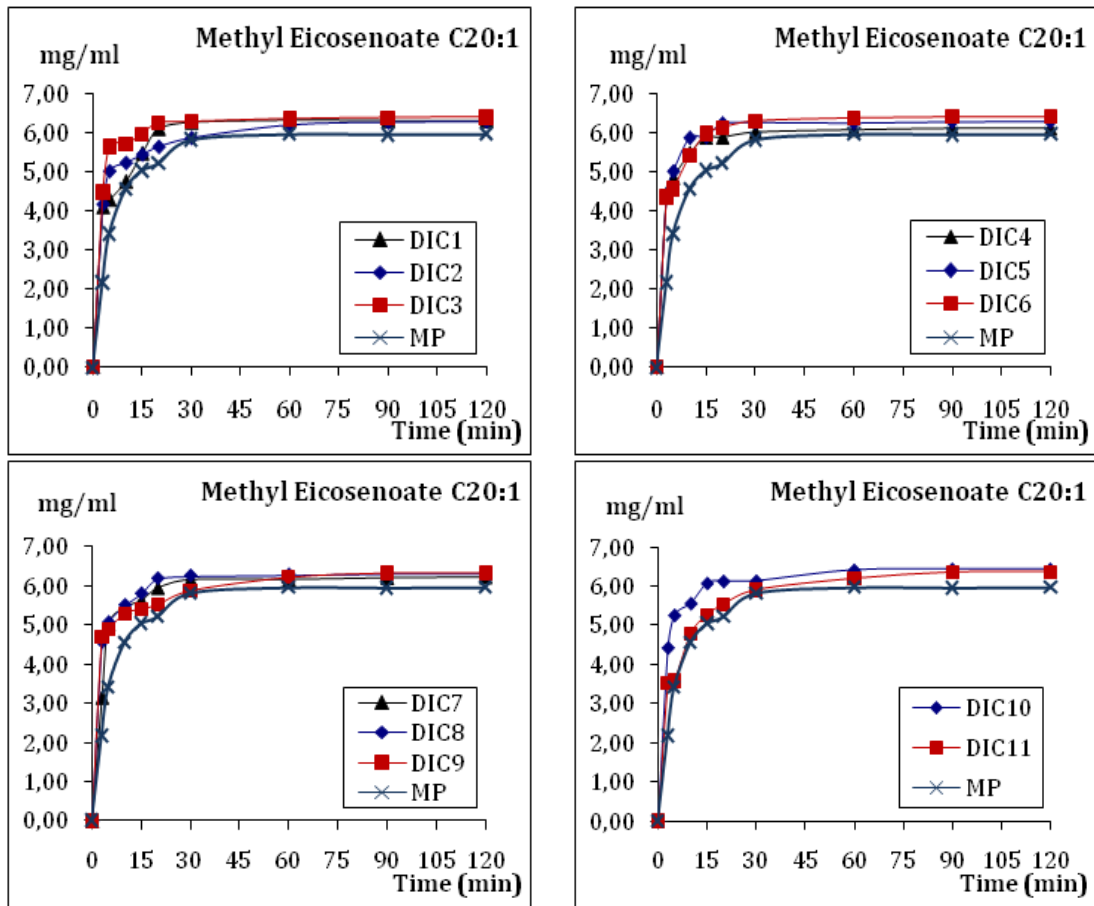 Methyl Eicosenoate C20:1
mg/ml
7,00
6,00
5,00
4,00
3,00
2,00
1,00
0,00
DIC1
DIC2
DIC3
MP
0 15 30 45 60 75 90 105 120
Time (min)
Methyl Eicosenoate C20:1
mg/ml
7,00
6,00
5,00
4,00
3,00
2,00
1,00
0,00
DIC4
DIC5
DIC6
MP
0 15 30 45 60 75 90 105 120
Time (min)
Methyl Eicosenoate C20:1
mg/ml
7,00
6,00
5,00
4,00
3,00
2,00
1,00
0,00
DIC7
DIC8
DIC9
MP
0 15 30 45 60 75 90 105 120
Time (min)
Methyl Eicosenoate C20:1
mg/ml
7,00
6,00
5,00
4,00
3,00
2,00
1,00
0,00
DIC10
DIC11
MP
0 15 30 45 60 75 90 105 120
Time (min)